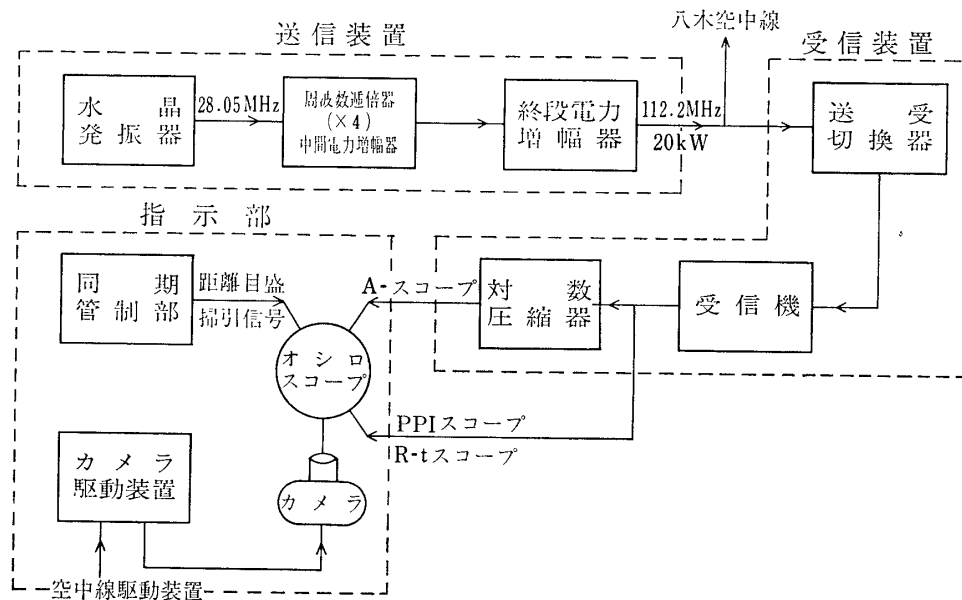 送信装置
八木空中線
受信装置
水晶
発振器
28.05MHz
周波数逓倍器
(×4)
中間電力増幅器
終段電力
増幅器
112.2MHz
20kW
送受
切換器
指示部
同期
管制部
距離目盛
掃引信号
A-スコープ
対数
圧縮器
受信機
オシロ
スコープ
PPIスコープ
R-tスコープ
カメラ
駆動装置
カメラ
空中線駆動装置